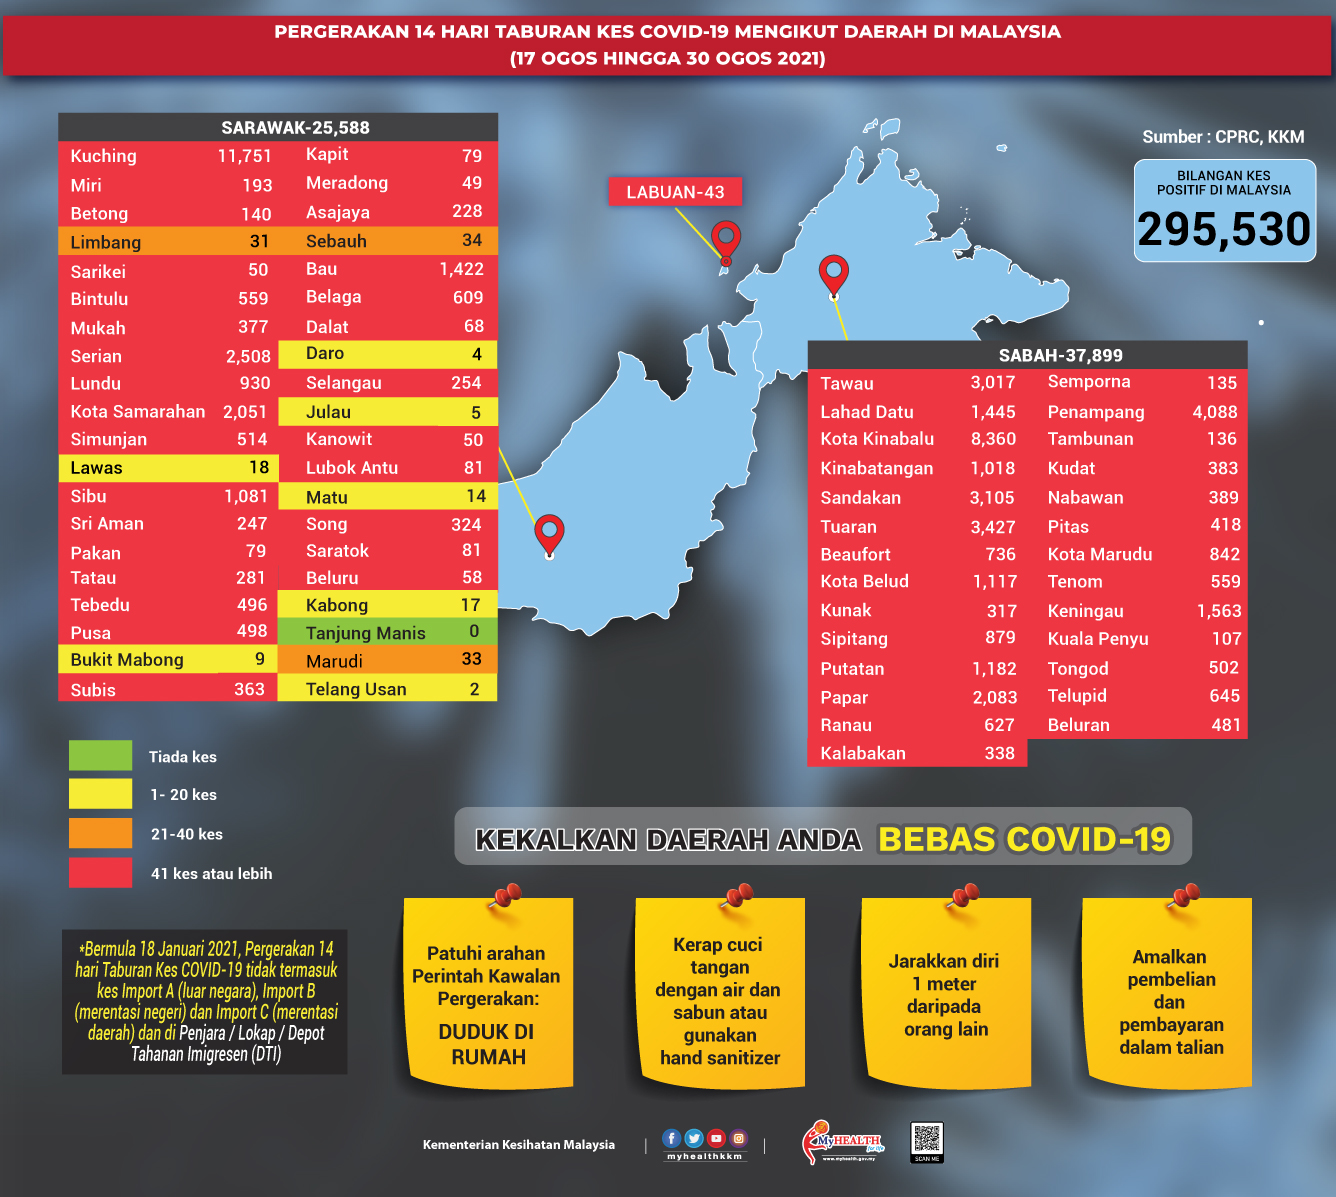 PERGERAKAN 14 HARI TABURAN KES COVID-19 MENGIKUT DAERAH DI MALAYSIA
(17 OGOS HINGGA 30 OGOS 2021)
SARAWAK-25,588
Kuching 11,751
Miri 193
Betong 140
Limbang 31
Sarikei 50
Bintulu 559
Mukah 377
Serian 2,508
Lundu 930
Kota Samarahan 2,051
Simunjan 514
Lawas 18
Sibu 1,081
Sri Aman 247
Pakan 79
Tatau 281
Tebedu 496
Pusa 498
Bukit Mabong 9
Subis 363
Kapit 79
Meradong 49
Asajaya 228
Sebauh 34
Bau 1,422
Belaga 609
Dalat 68
Daro 4
Selangau 254
Julau 5
Kanowit 50
Lubok Antu 81
Matu 14
Song 324
Saratok 81
Beluru 58
Kabong 17
Tanjung Manis 0
Marudi 33
Telang Usan 2
LABUAN-43
Sumber : CPRC, KKM
BILANGAN KES
POSITIF DI MALAYSIA
295,530
SABAH-37,899
Tawau 3,017
Lahad Datu 1,445
Kota Kinabalu 8,360
Kinabatangan 1,018
Sandakan 3,105
Tuaran 3,427
Beaufort 736
Kota Belud 1,117
Kunak 317
Sipitang 879
Putatan 1,182
Papar 2,083
Ranau 627
Kalabakan 338
Semporna 135
Penampang 4,088
Tambunan 136
Kudat 383
Nabawan 389
Pitas 418
Kota Marudu 842
Tenom 559
Keningau 1,563
Kuala Penyu 107
Tongod 502
Telupid 645
Beluran 481
Tiada kes
1- 20 kes
21-40 kes
41 kes atau lebih
*Bermula 18 Januari 2021, Pergerakan 14
hari Taburan Kes COVID-19 tidak termasuk
kes Import A (luar negara), Import B
(merentasi negeri) dan Import C (merentasi
daerah) dan di Penjara / Lokap / Depot
Tahanan Imigresen (DTI)
KEKALKAN DAERAH ANDA BEBAS COVID-19
Patuhi arahan
Perintah Kawalan
Pergerakan:
DUDUK DI
RUMAH
Kerap cuci
tangan
dengan air dan
sabun atau
gunakan
hand sanitizer
Jarakkan diri
1 meter
daripada
orang lain
Amalkan
pembelian
dan
pembayaran
dalam talian
Kementerian Kesihatan Malaysia
myhealthkkm
MyHEALTH
for life
www.myhealth.gov.my
SCAN ME